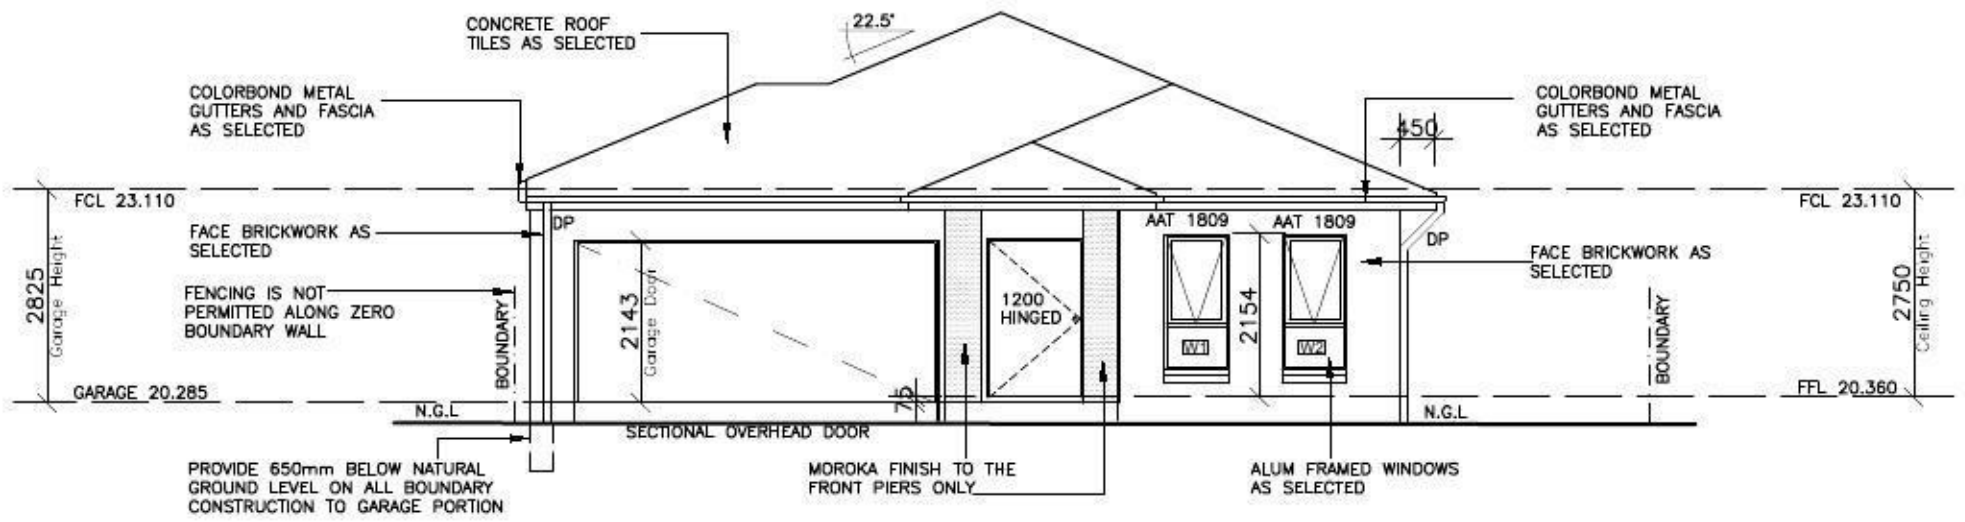 CONCRETE ROOF
TILES AS SELECTED
22.5°
COLORBOND METAL
GUTTERS AND FASCIA
AS SELECTED
COLORBOND METAL
GUTTERS AND FASCIA
AS SELECTED
450
FCL 23.110
FCL 23.110
FACE BRICKWORK AS
SELECTED
DP
AAT 1809
AAT 1809
DP
FACE BRICKWORK AS
SELECTED
2825
Garage Height
FENCING IS NOT
PERMITTED ALONG ZERO
BOUNDARY WALL
BOUNDARY
2143
Garage Door
1200
HINGED
2154
W1
W2
BOUNDARY
2750
Ceiling Height
GARAGE 20.285
75
FFL 20.360
N.G.L
N.G.L
SECTIONAL OVERHEAD DOOR
PROVIDE 650mm BELOW NATURAL
GROUND LEVEL ON ALL BOUNDARY
CONSTRUCTION TO GARAGE PORTION
MOROKA FINISH TO THE
FRONT PIERS ONLY
ALUM FRAMED WINDOWS
AS SELECTED